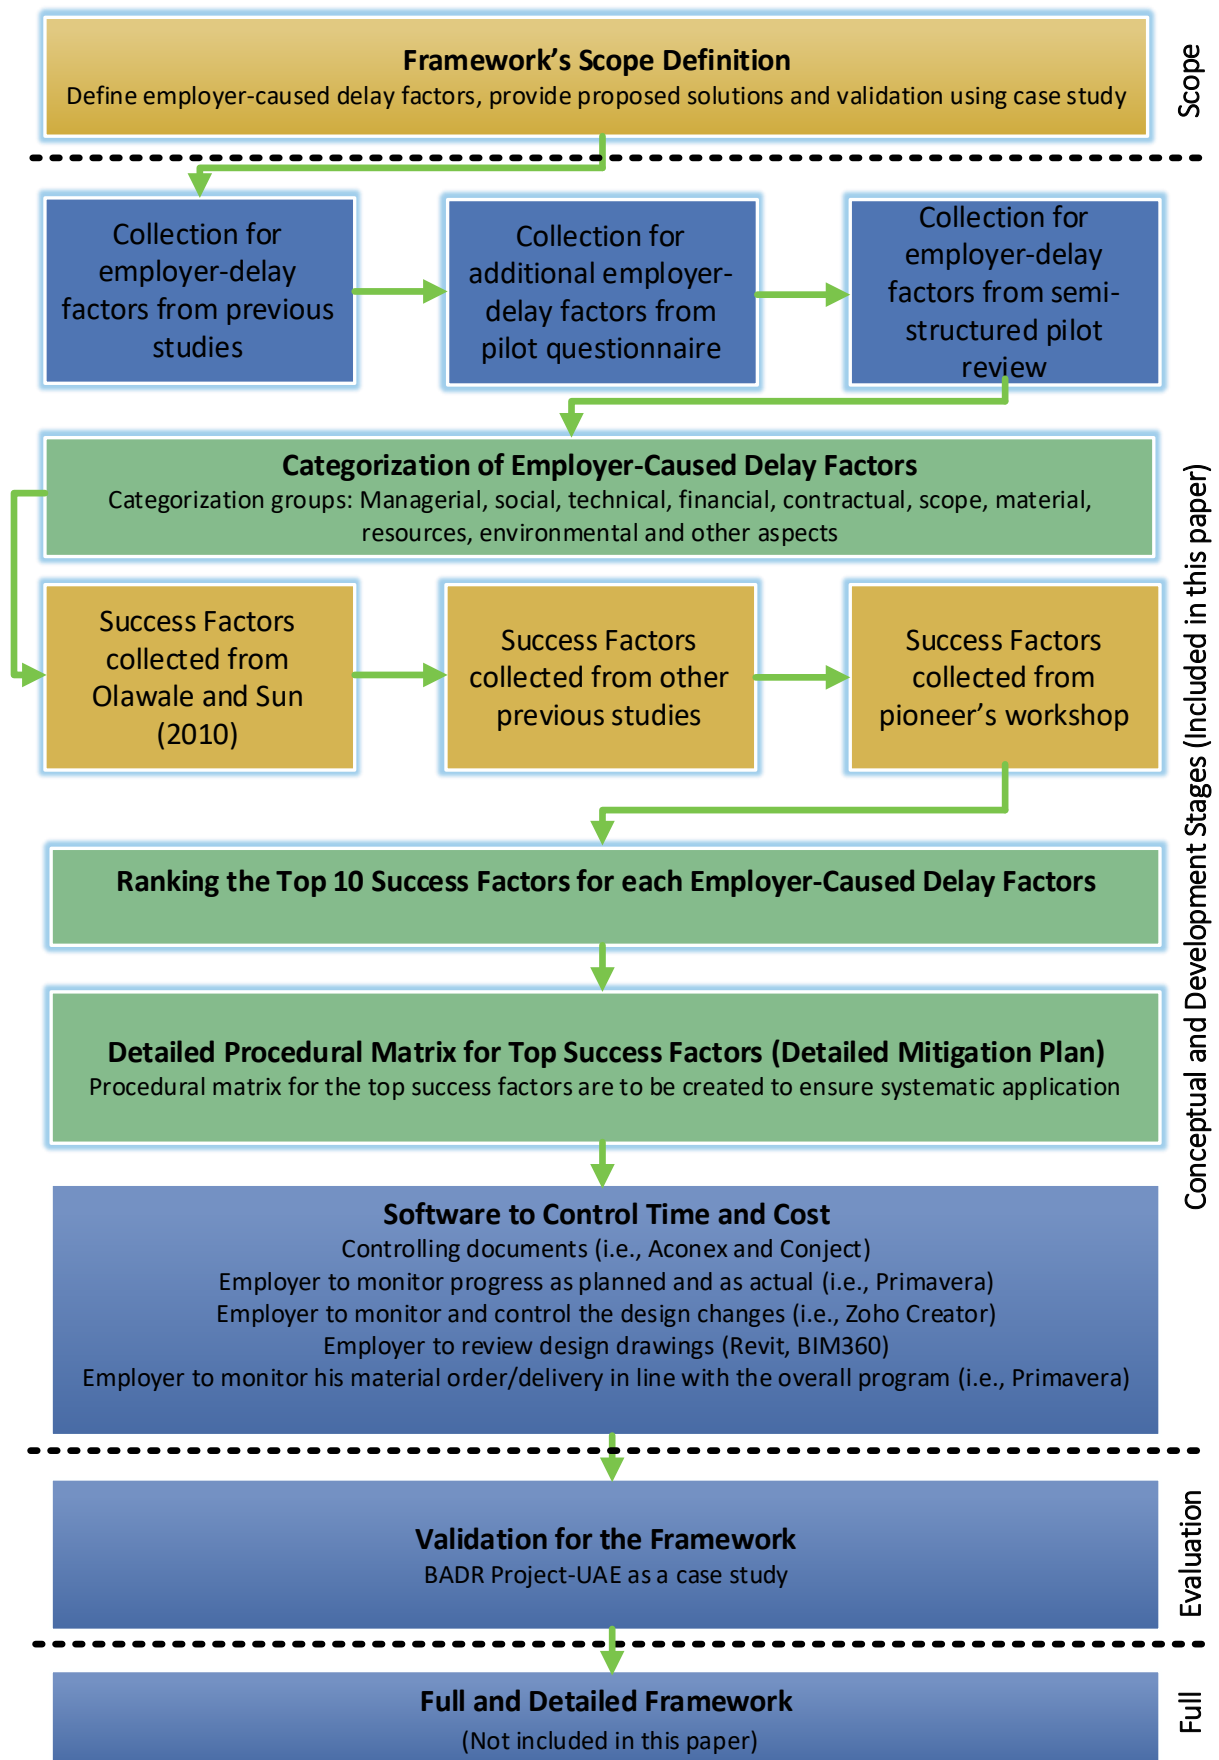 Framework’s Scope Definition
Define employer-caused delay factors, provide proposed solutions and validation using case study
Scope
Collection for
employer-delay
factors from previous
studies
Collection for
additional employer-
delay factors from
pilot questionnaire
Collection for
employer-delay
factors from semi-
structured pilot
review
Categorization of Employer-Caused Delay Factors
Categorization groups: Managerial, social, technical, financial, contractual, scope, material,
resources, environmental and other aspects
Success Factors
collected from
Olawale and Sun
(2010)
Success Factors
collected from other
previous studies
Success Factors
collected from
pioneer’s workshop
Ranking the Top 10 Success Factors for each Employer-Caused Delay Factors
Detailed Procedural Matrix for Top Success Factors (Detailed Mitigation Plan)
Procedural matrix for the top success factors are to be created to ensure systematic application
Software to Control Time and Cost
Controlling documents (i.e., Aconex and Conject)
Employer to monitor progress as planned and as actual (i.e., Primavera)
Employer to monitor and control the design changes (i.e., Zoho Creator)
Employer to review design drawings (Revit, BIM360)
Employer to monitor his material order/delivery in line with the overall program (i.e., Primavera)
Conceptual and Development Stages (Included in this paper)
Validation for the Framework
BADR Project-UAE as a case study
Evaluation
Full and Detailed Framework
(Not included in this paper)
Full